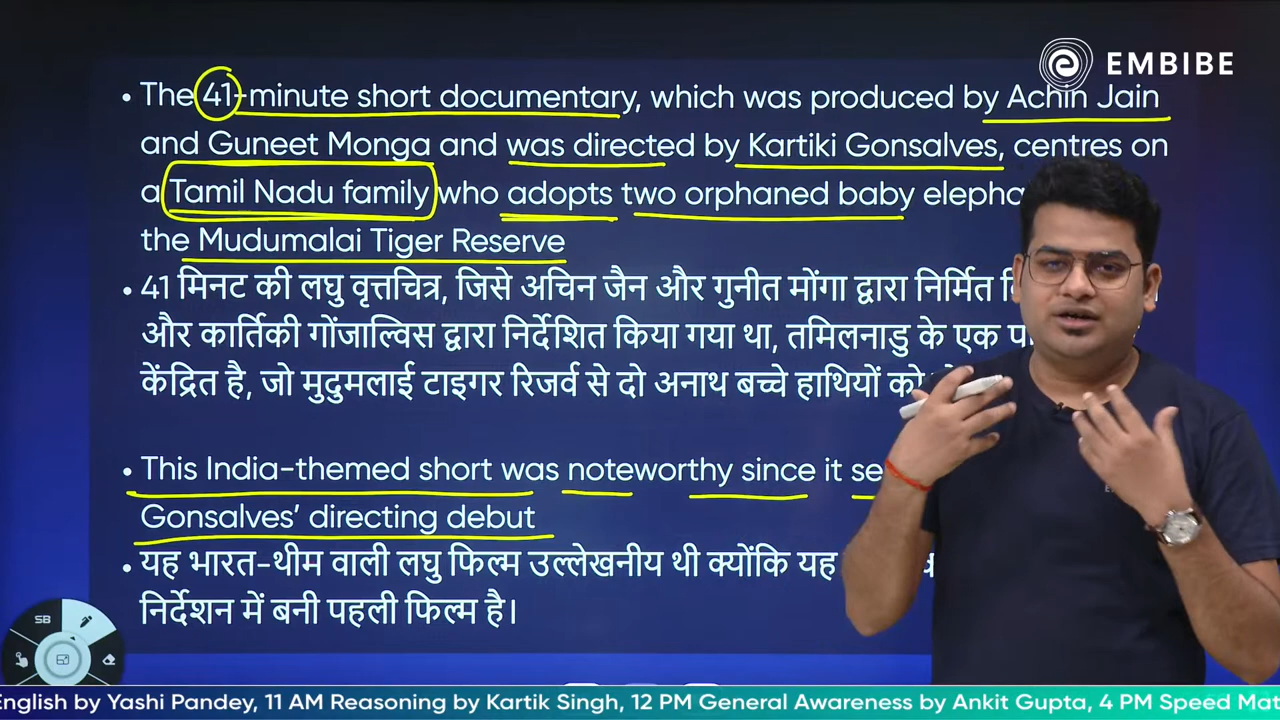 EMBIBE
• The 41-minute short documentary, which was produced by Achin Jain
and Guneet Monga and was directed by Kartiki Gonsalves, centres on
a Tamil Nadu family who adopts two orphaned baby elepha
the Mudumalai Tiger Reserve
• 41 मिनट की लघु वृत्तचित्र, जिसे अचिन जैन और गुनीत मोंगा द्वारा निर्मित
और कार्तिकी गोंजाल्विस द्वारा निर्देशित किया गया था, तमिलनाडु के एक
केंद्रित है, जो मुदुमलाई टाइगर रिजर्व से दो अनाथ बच्चे हाथियों को
• This India-themed short was noteworthy since it se
Gonsalves’ directing debut
• यह भारत-थीम वाली लघु फिल्म उल्लेखनीय थी क्योंकि यह
निर्देशन में बनी पहली फिल्म है।
SB
English by Yashi Pandey, 11 AM Reasoning by Kartik Singh, 12 PM General Awareness by Ankit Gupta, 4 PM Speed Mat